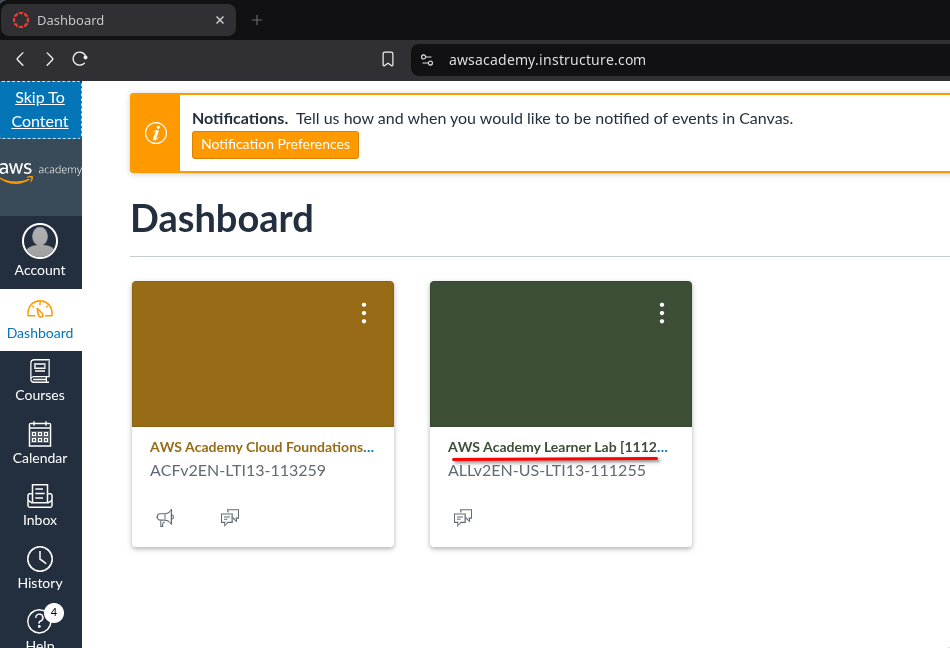 Dashboard
awsacademy.instructure.com
Skip To
Content
aws academy
Account
Dashboard
Courses
Calendar
Inbox
History
4
Help
Notifications. Tell us how and when you would like to be notified of events in Canvas.
Notification Preferences
Dashboard
AWS Academy Cloud Foundations...
ACFv2EN-LTI13-113259
AWS Academy Learner Lab [1112...
ALLv2EN-US-LTI13-111255